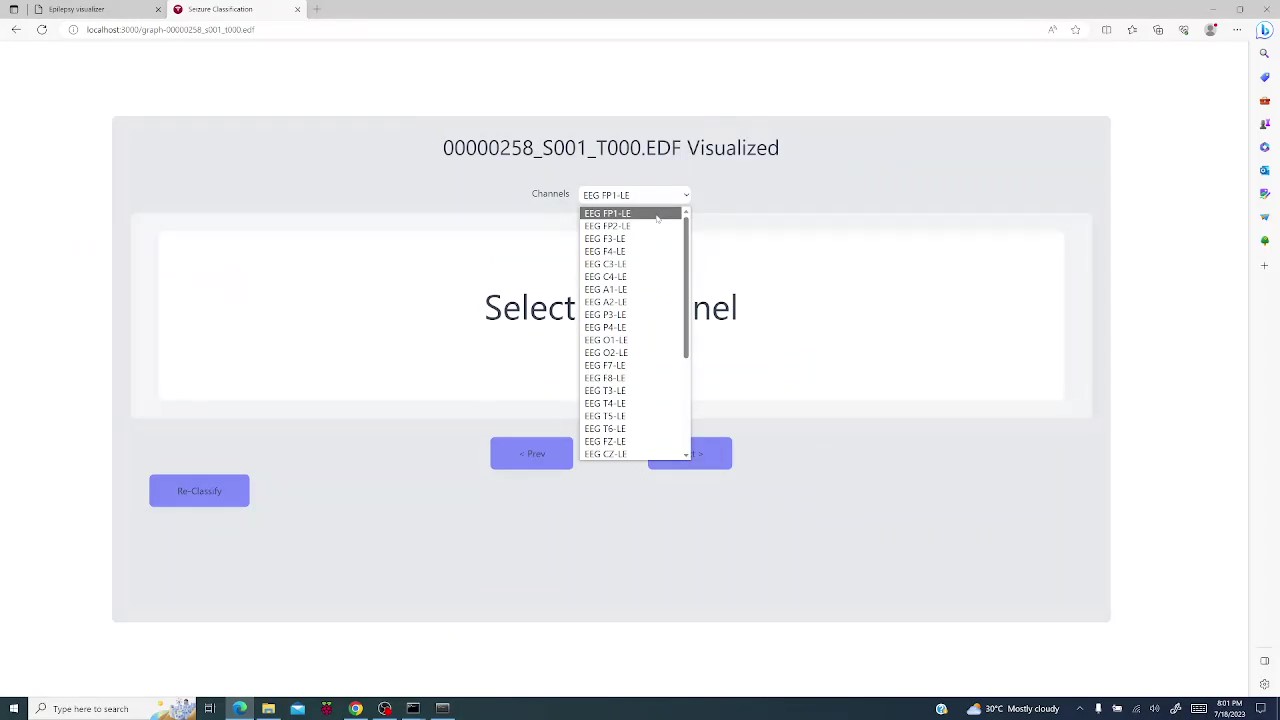 Epilepsy visualizer
Seizure Classification
localhost:3000/graph-00000258_s001_t000.edf
00000258_S001_T000.EDF Visualized
Channels
EEG FP1-LE
EEG FP1-LE
EEG FP2-LE
EEG F3-LE
EEG F4-LE
EEG C3-LE
EEG C4-LE
EEG A1-LE
EEG A2-LE
EEG P3-LE
EEG P4-LE
EEG O1-LE
EEG O2-LE
EEG F7-LE
EEG F8-LE
EEG T3-LE
EEG T4-LE
EEG T5-LE
EEG T6-LE
EEG FZ-LE
EEG CZ-LE
Select nel
< Prev t >
Re-Classify
Type here to search
30°C Mostly cloudy
8:01 PM
7/18/2023